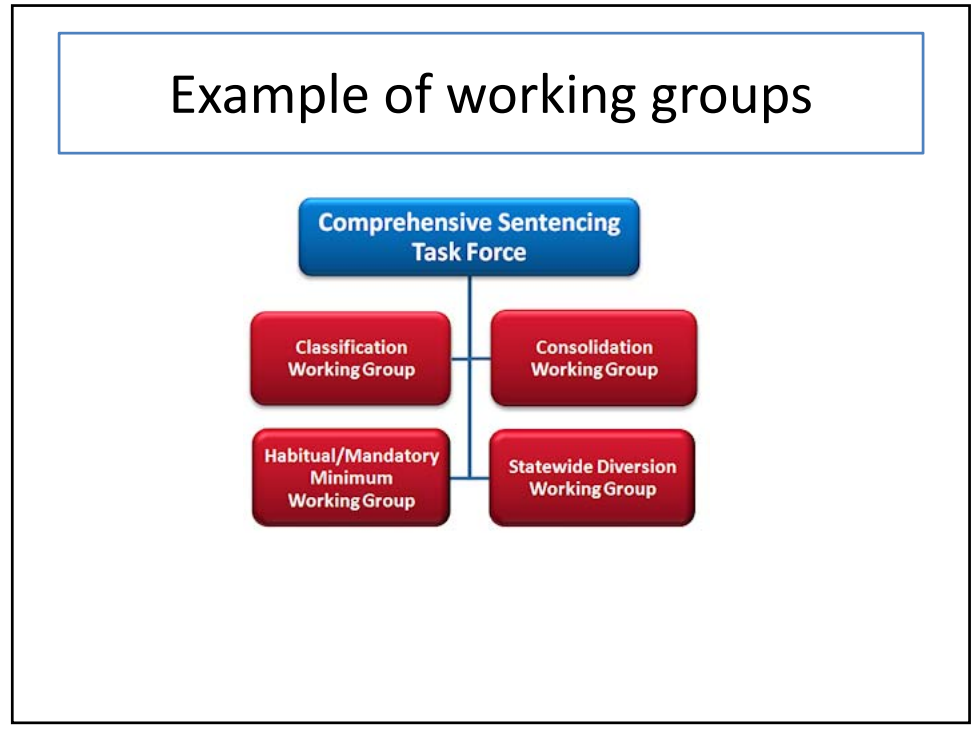 Example of working groups
Comprehensive Sentencing
Task Force
Classification
Working Group
Consolidation
Working Group
Habitual/Mandatory
Minimum
Working Group
Statewide Diversion
Working Group